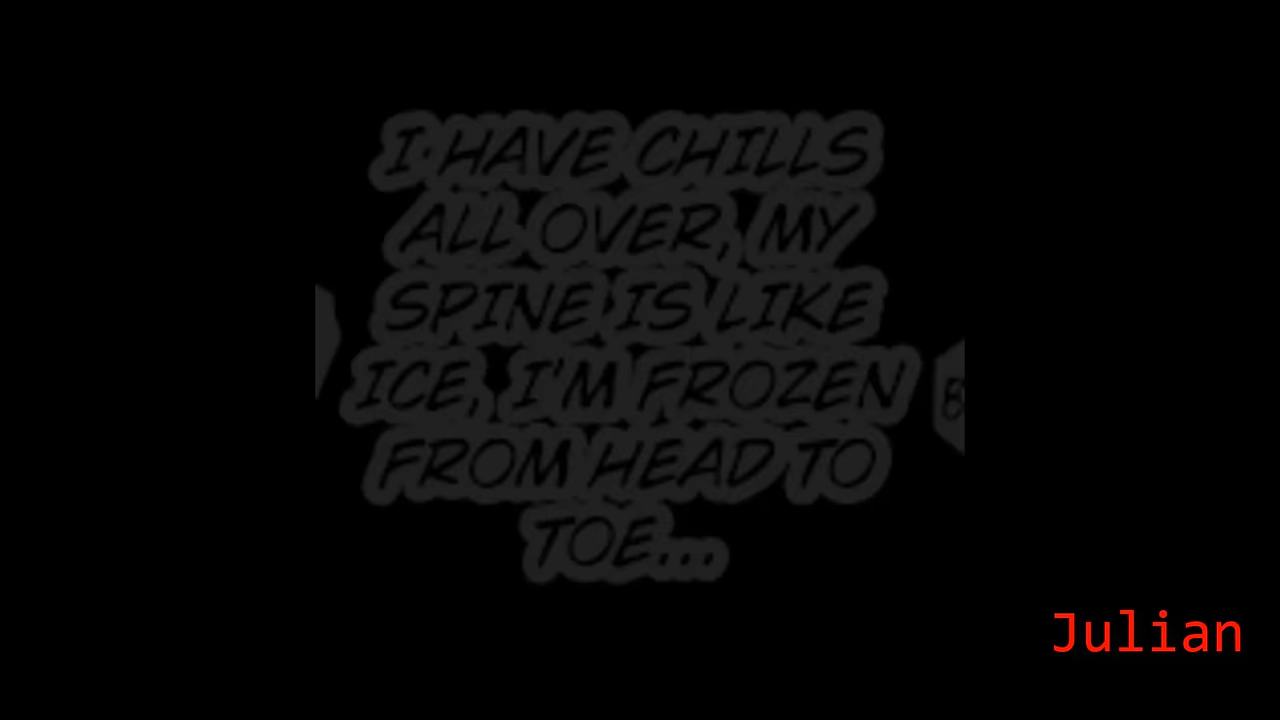 I HAVE CHILLS
ALL OVER, MY
SPINE IS LIKE
ICE, I'M FROZEN
FROM HEAD TO
TOE...
Julian